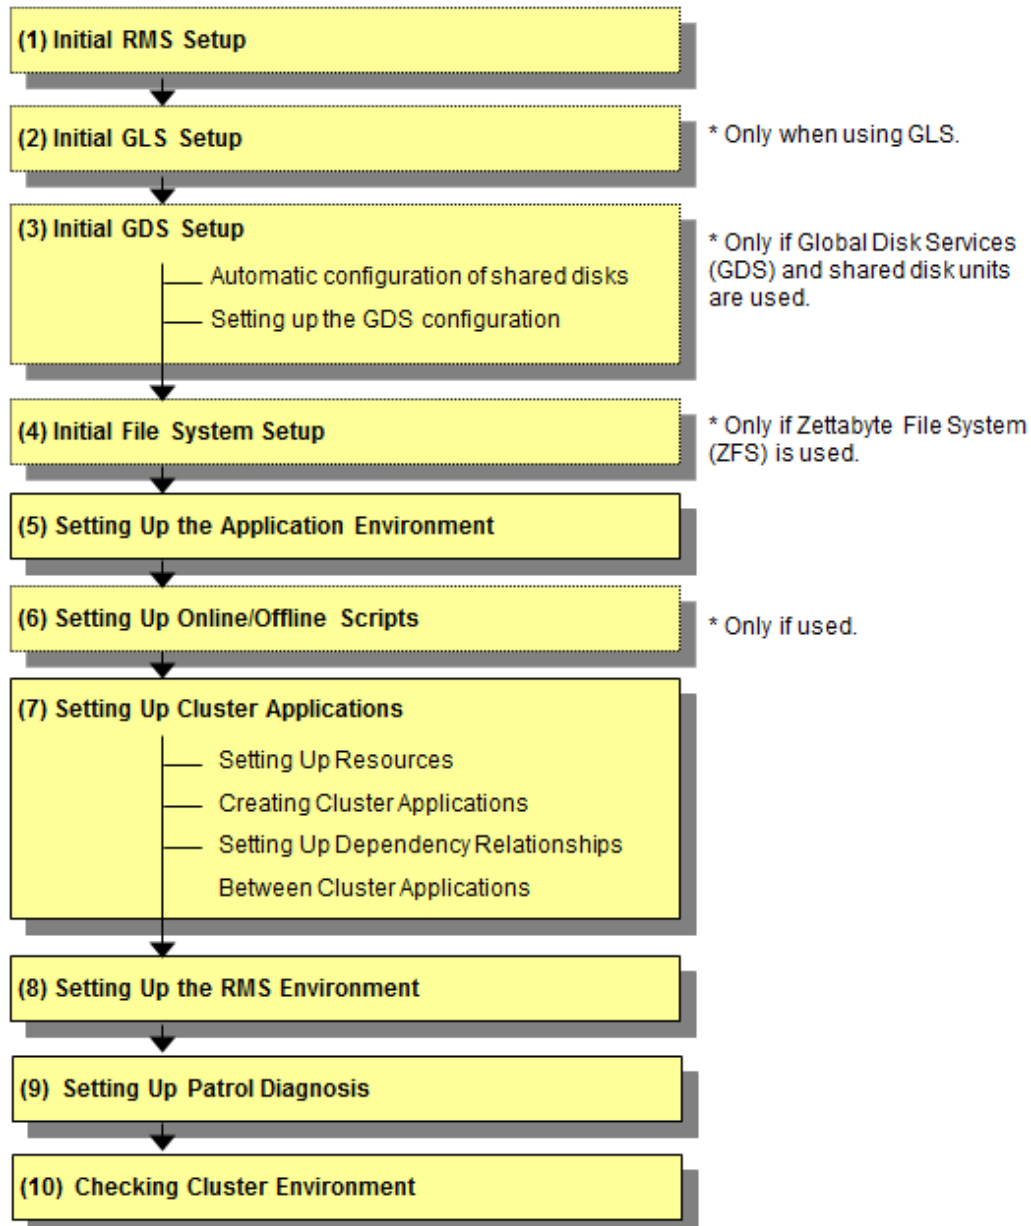 (1) Initial RMS Setup
(2) Initial GLS Setup
* Only when using GLS.
(3) Initial GDS Setup
Automatic configuration of shared disks
Setting up the GDS configuration
* Only if Global Disk Services
(GDS) and shared disk units
are used.
(4) Initial File System Setup
* Only if Zettabyte File System
(ZFS) is used.
(5) Setting Up the Application Environment
(6) Setting Up Online/Offline Scripts
* Only if used.
(7) Setting Up Cluster Applications
Setting Up Resources
Creating Cluster Applications
Setting Up Dependency Relationships
Between Cluster Applications
(8) Setting Up the RMS Environment
(9) Setting Up Patrol Diagnosis
(10) Checking Cluster Environment